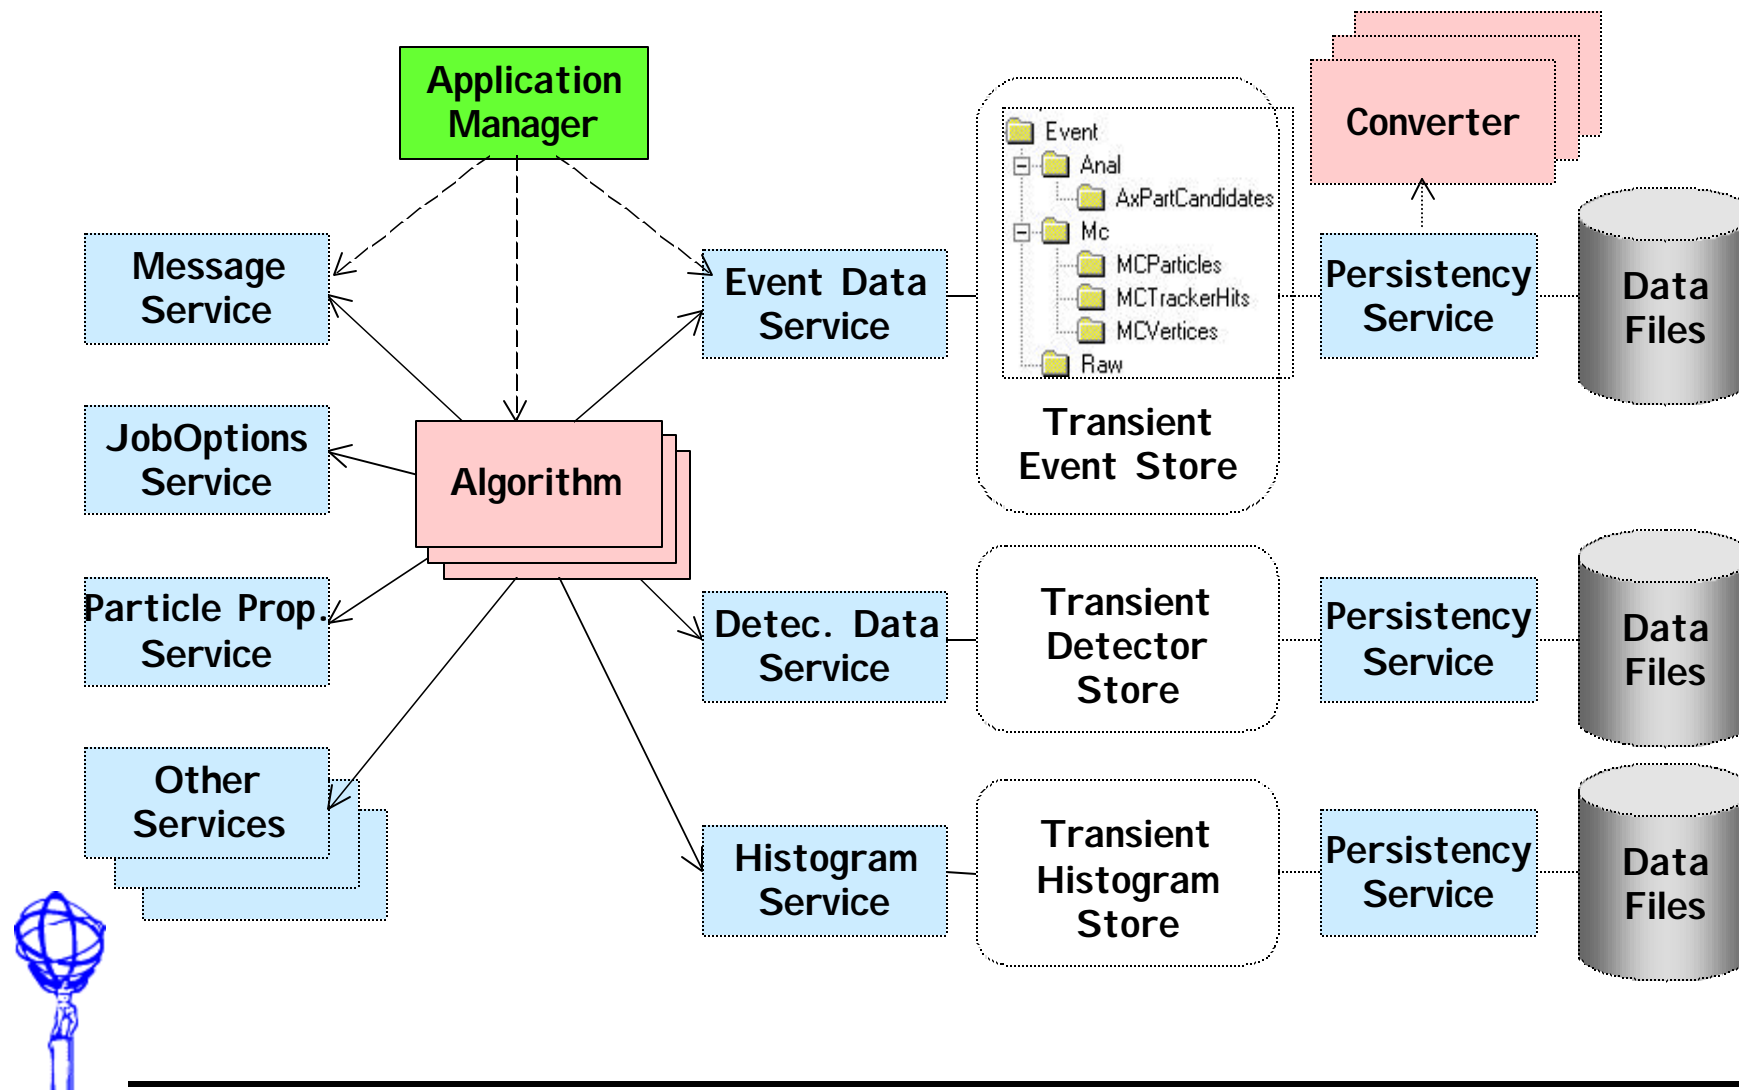 Application
Manager
Converter
Event
Anal
AxPartCandidates
Mc
MCParticles
MCTrackerHits
MCVertices
Raw
Transient
Event Store
Message
Service
Event Data
Service
Persistency
Service
Data
Files
JobOptions
Service
Algorithm
Particle Prop.
Service
Detec. Data
Service
Transient
Detector
Store
Persistency
Service
Data
Files
Other
Services
Histogram
Service
Transient
Histogram
Store
Persistency
Service
Data
Files